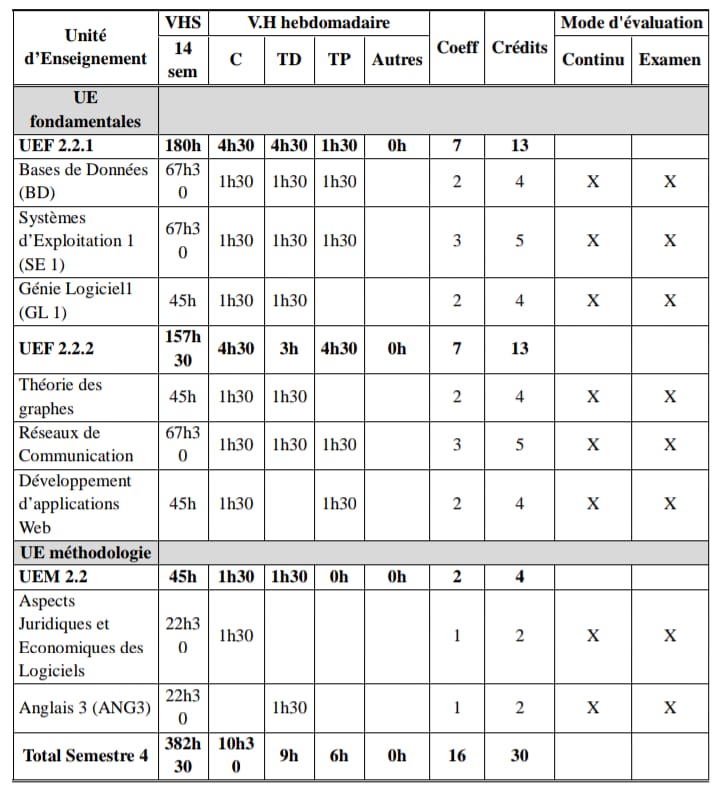 Unité d'Enseignement | VHS 14 sem | V.H hebdomadaire | Coeff | Crédits | Mode d'évaluation
C | TD | TP | Autres | Continu | Examen
UE fondamentales
UEF 2.2.1 | 180h | 4h30 | 4h30 | 1h30 | 0h | 7 | 13
Bases de Données (BD) | 67h30 | 1h30 | 1h30 | 1h30 | 2 | 4 | X | X
Systèmes d'Exploitation 1 (SE 1) | 67h30 | 1h30 | 1h30 | 1h30 | 3 | 5 | X | X
Génie Logiciel1 (GL 1) | 45h | 1h30 | 1h30 | 2 | 4 | X | X
UEF 2.2.2 | 157h30 | 4h30 | 3h | 4h30 | 0h | 7 | 13
Théorie des graphes | 45h | 1h30 | 1h30 | 2 | 4 | X | X
Réseaux de Communication | 67h30 | 1h30 | 1h30 | 1h30 | 3 | 5 | X | X
Développement d'applications Web | 45h | 1h30 | 1h30 | 2 | 4 | X | X
UE méthodologie
UEM 2.2 | 45h | 1h30 | 1h30 | 0h | 0h | 2 | 4
Aspects Juridiques et Economiques des Logiciels | 22h30 | 1h30 | 1 | 2 | X | X
Anglais 3 (ANG3) | 22h30 | 1h30 | 1 | 2 | X | X
Total Semestre 4 | 382h30 | 10h30 | 9h | 6h | 0h | 16 | 30